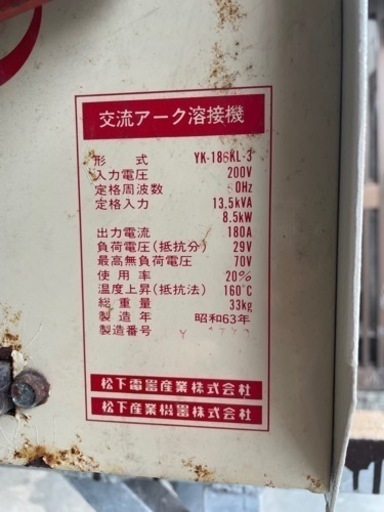 交流アーク溶接機
形式 YK-186KL-3
入力電圧 200V
定格周波数 0Hz
定格入力 13.5kVA
8.5kW
出力電流 180A
負荷電圧(抵抗分) 29V
最高無負荷電圧 70V
使用率 20%
温度上昇(抵抗法) 160℃
総重量 33kg
製造年 昭和63年
製造番号
松下電器産業株式会社
松下産業機器株式会社